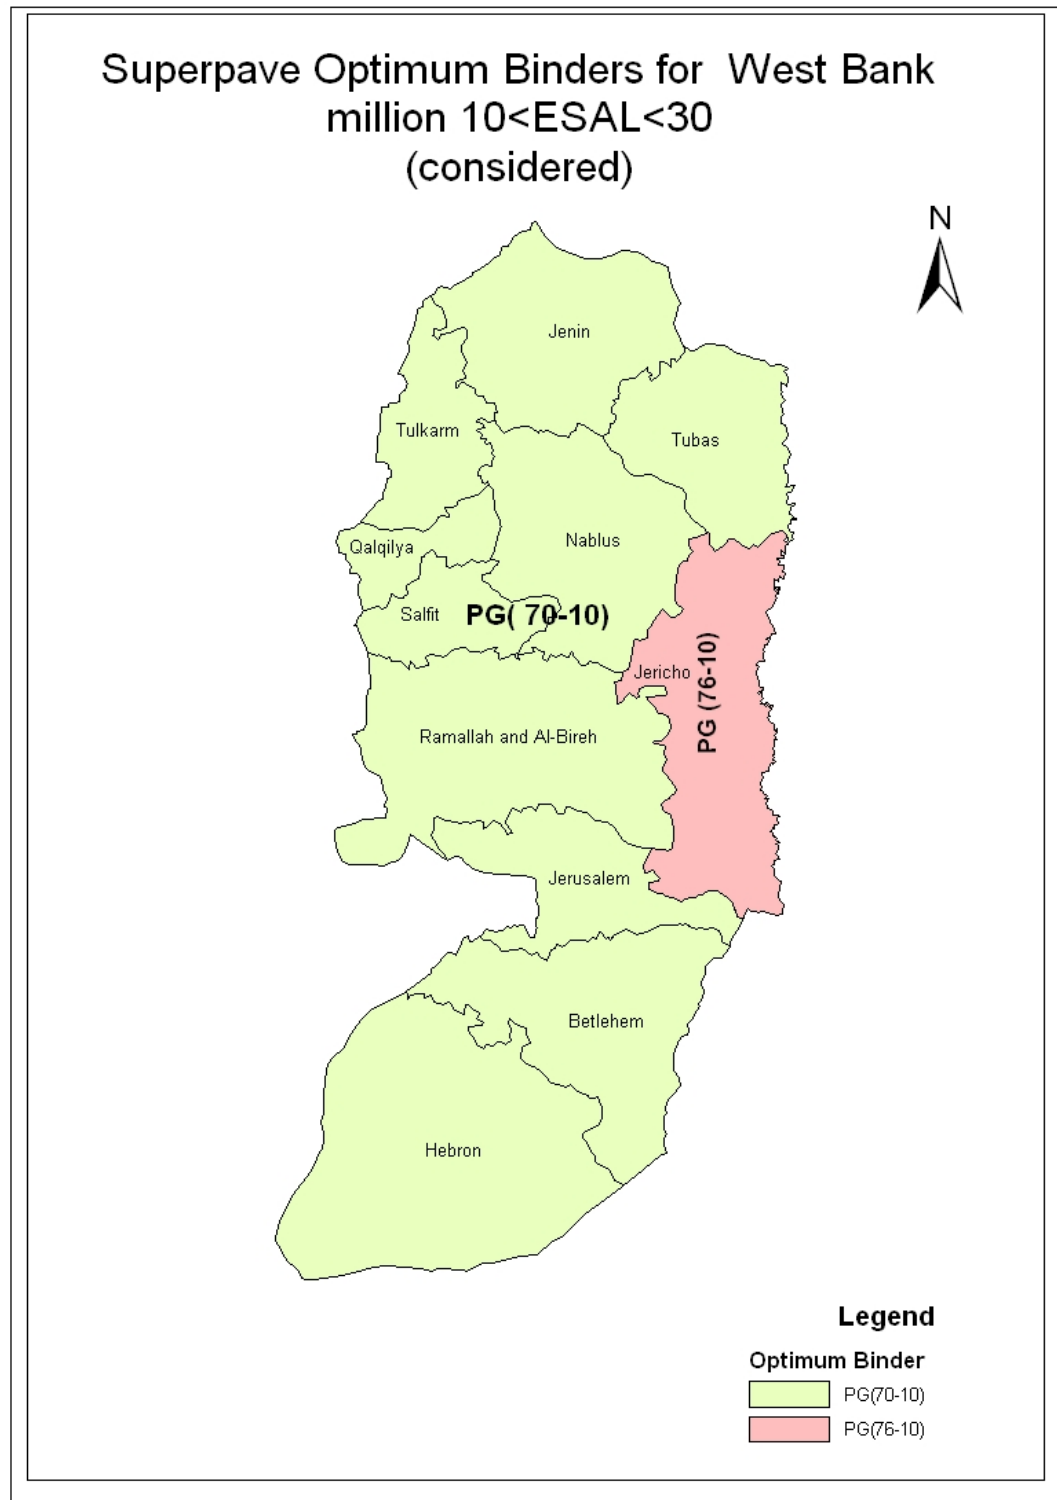 Superpave Optimum Binders for West Bank
million 10<ESAL<30
(considered)
N
Jenin
Tulkarm
Tubas
Nablus
Qalqilya
Salfit
PG( 70-10)
Jericho
PG (76-10)
Ramallah and Al-Bireh
Jerusalem
Betlehem
Hebron
Legend
Optimum Binder
PG(70-10)
PG(76-10)